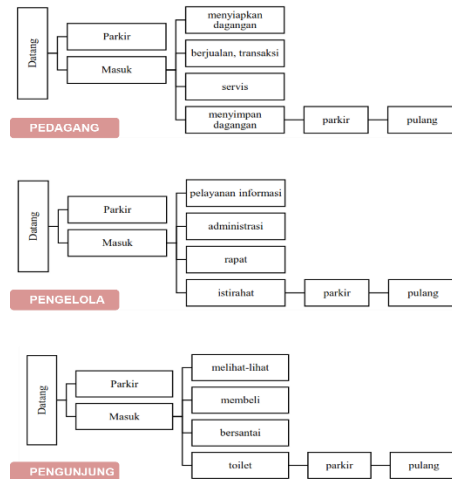 Datang
Parkir
Masuk
menyiapkan
dagangan
berjualan, transaksi
servis
menyimpan
dagangan
parkir
pulang
PEDAGANG
Datang
Parkir
Masuk
pelayanan informasi
administrasi
rapat
istirahat
parkir
pulang
PENGELOLA
Datang
Parkir
Masuk
melihat-lihat
membeli
bersantai
toilet
parkir
pulang
PENGUNJUNG